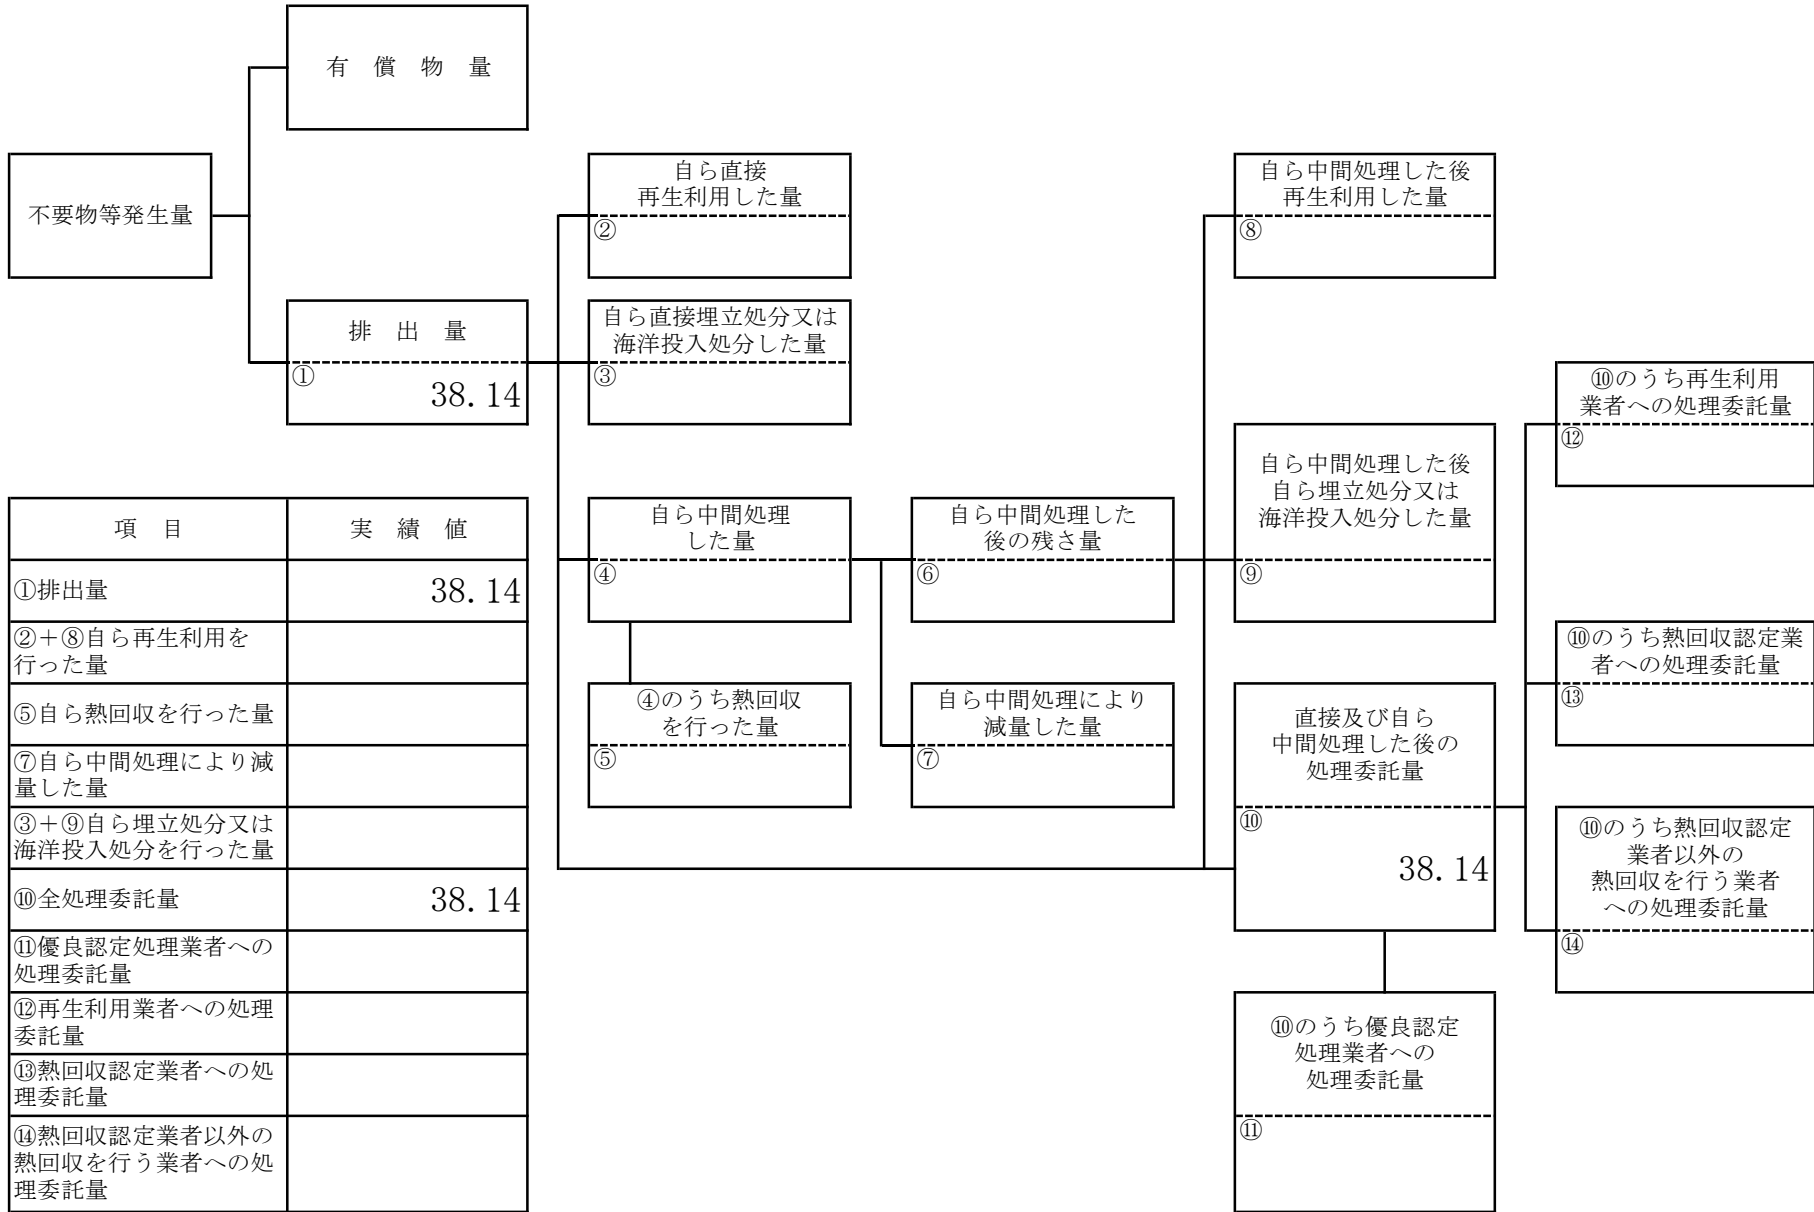 有　償　物　量
不要物等発生量
排　出　量
①
38.14
自ら直接
再生利用した量
②
自ら直接埋立処分又は
海洋投入処分した量
③
自ら中間処理
した量
④
④のうち熱回収
を行った量
⑤
自ら中間処理した
後の残さ量
⑥
自ら中間処理により
減量した量
⑦
自ら中間処理した後
再生利用した量
⑧
自ら中間処理した後
自ら埋立処分又は
海洋投入処分した量
⑨
直接及び自ら
中間処理した後の
処理委託量
⑩
38.14
⑩のうち優良認定
処理業者への
処理委託量
⑪
⑩のうち再生利用
業者への処理委託量
⑫
⑩のうち熱回収認定業
者への処理委託量
⑬
⑩のうち熱回収認定
業者以外の
熱回収を行う業者
への処理委託量
⑭
項　目　実　績　値
①排出量　38.14
②＋⑧自ら再生利用を
行った量
⑤自ら熱回収を行った量
⑦自ら中間処理により減
量した量
③＋⑨自ら埋立処分又は
海洋投入処分を行った量
⑩全処理委託量　38.14
⑪優良認定処理業者への
処理委託量
⑫再生利用業者への処理
委託量
⑬熱回収認定業者への処
理委託量
⑭熱回収認定業者以外の
熱回収を行う業者への処
理委託量